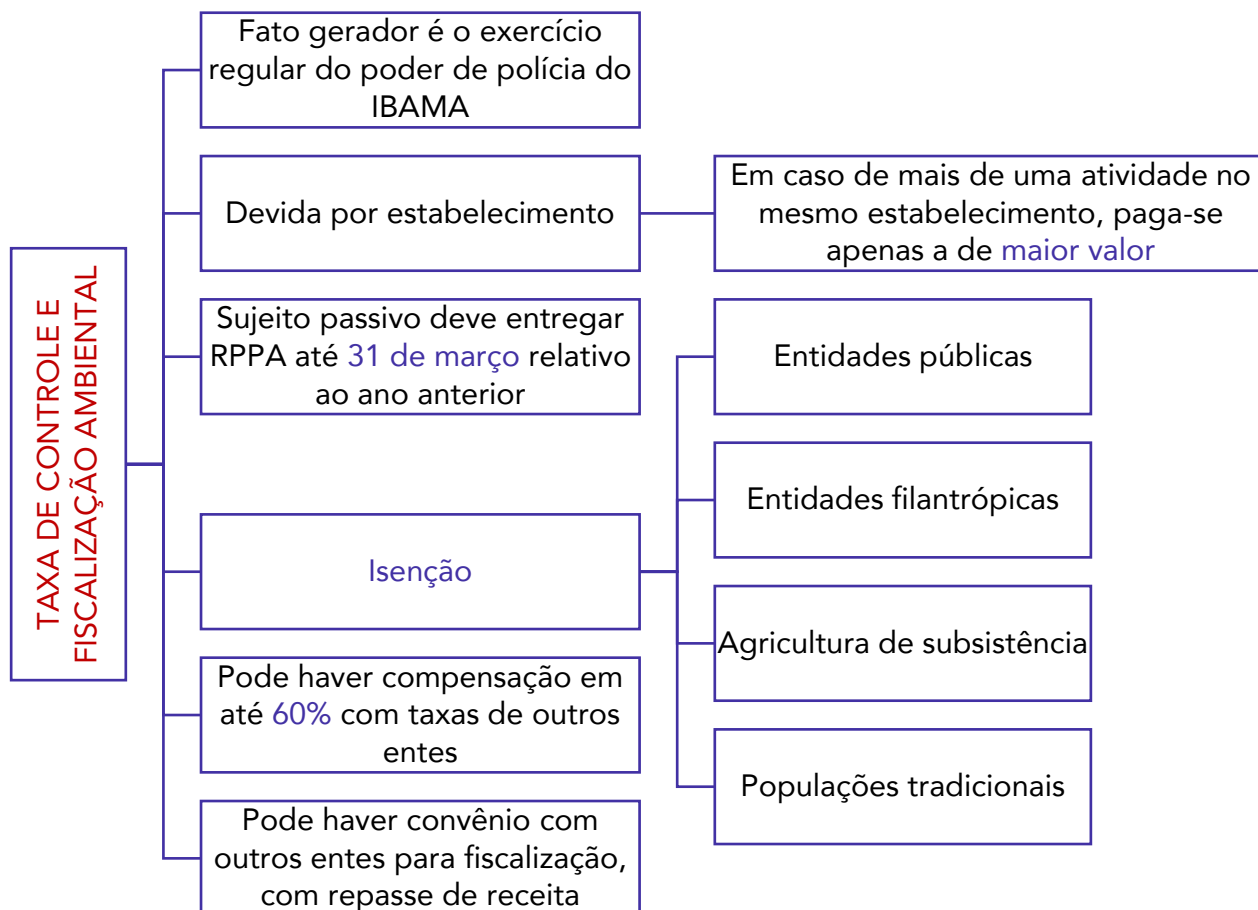 TAXA DE CONTROLE E
FISCALIZAÇÃO AMBIENTAL
Fato gerador é o exercício
regular do poder de polícia do
IBAMA
Devida por estabelecimento
Em caso de mais de uma atividade no
mesmo estabelecimento, paga-se
apenas a de maior valor
Sujeito passivo deve entregar
RPPA até 31 de março relativo
ao ano anterior
Isenção
Entidades públicas
Entidades filantrópicas
Agricultura de subsistência
Populações tradicionais
Pode haver compensação em
até 60% com taxas de outros
entes
Pode haver convênio com
outros entes para fiscalização,
com repasse de receita